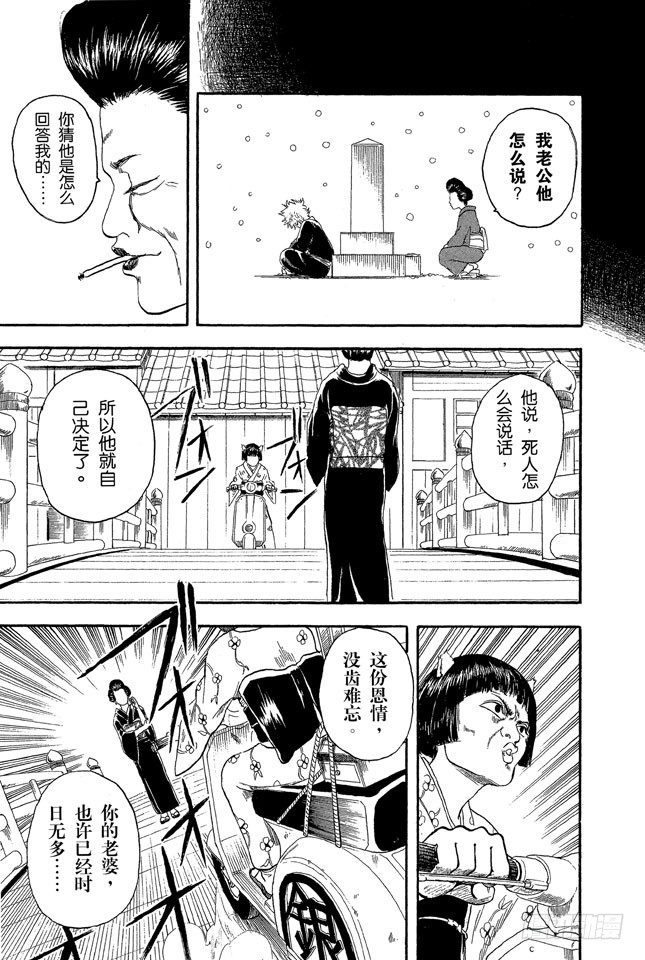 我老公他
怎么说？
你猜他是怎么
回答我的……
他说，死人怎
么会说话，
所以他就自
己决定了。
这份恩情，
没齿难忘。
你的老婆，
也许已经时
日无多……
銀